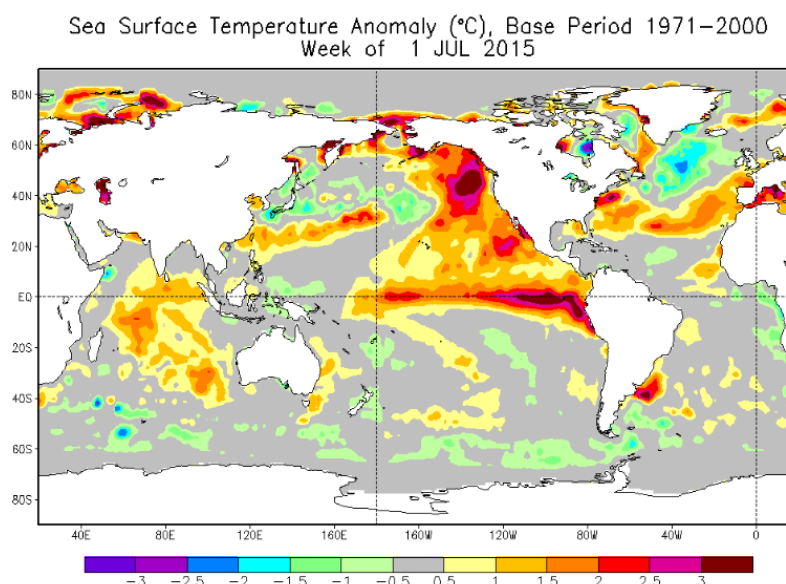 Sea Surface Temperature Anomaly (°C), Base Period 1971−2000
Week of 1 JUL 2015
80N
60N
40N
20N
EQ
20S
40S
60S
80S
40E 80E 120E 160E 160W 120W 80W 40W 0
−3 −2.5 −2 −1.5 −1 −0.5 0.5 1 1.5 2 2.5 3